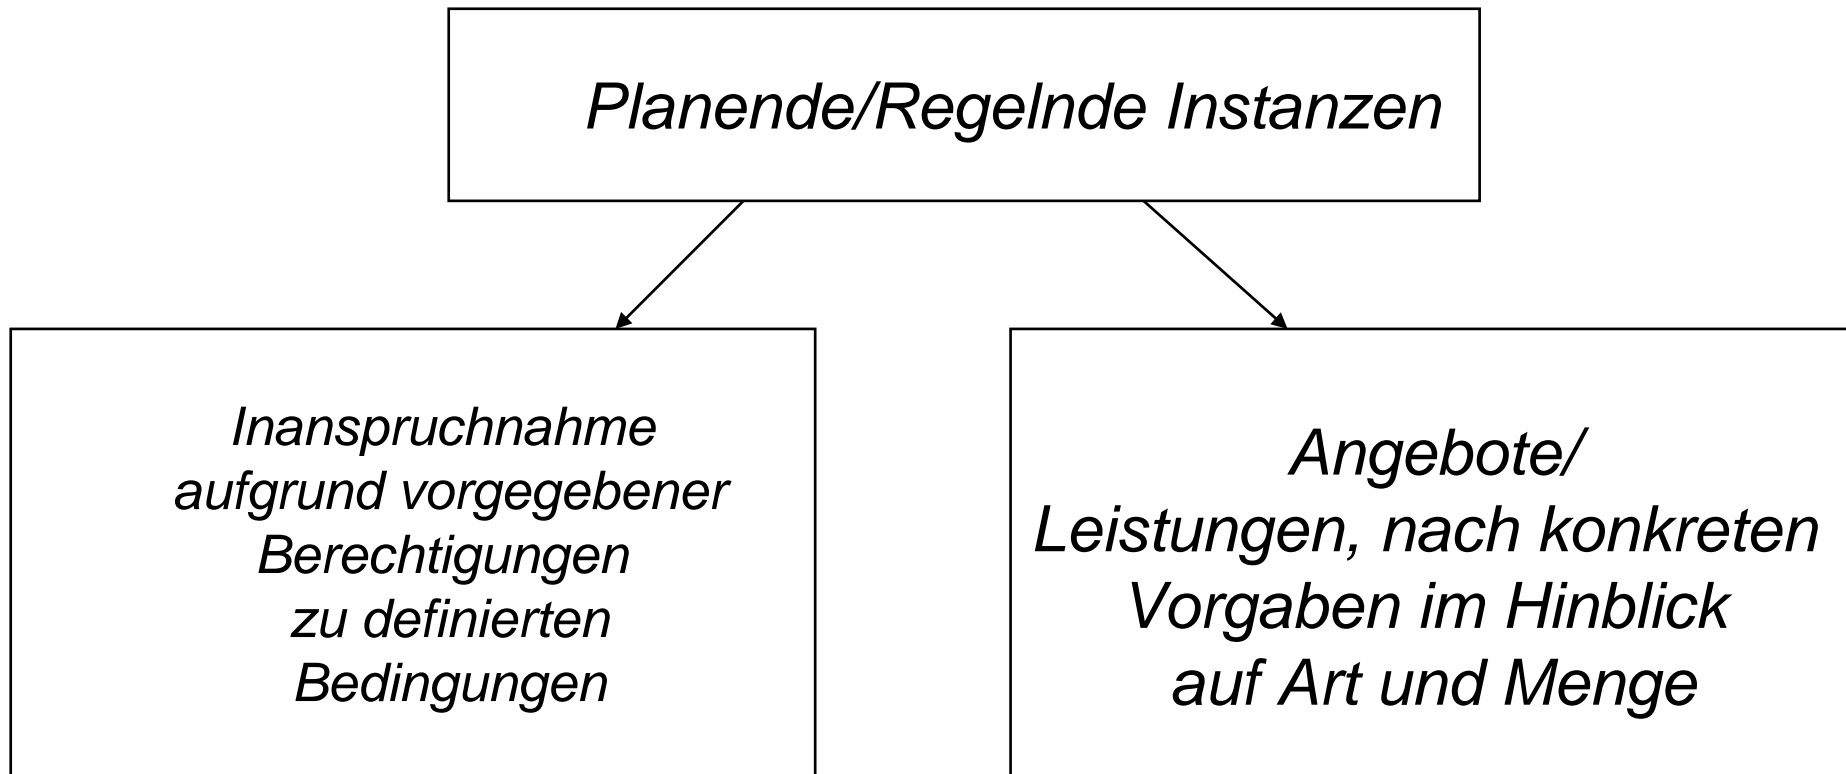 Planende/Regelnde Instanzen
Inanspruchnahme
aufgrund vorgegebener
Berechtigungen
zu definierten
Bedingungen
Angebote/
Leistungen, nach konkreten
Vorgaben im Hinblick
auf Art und Menge